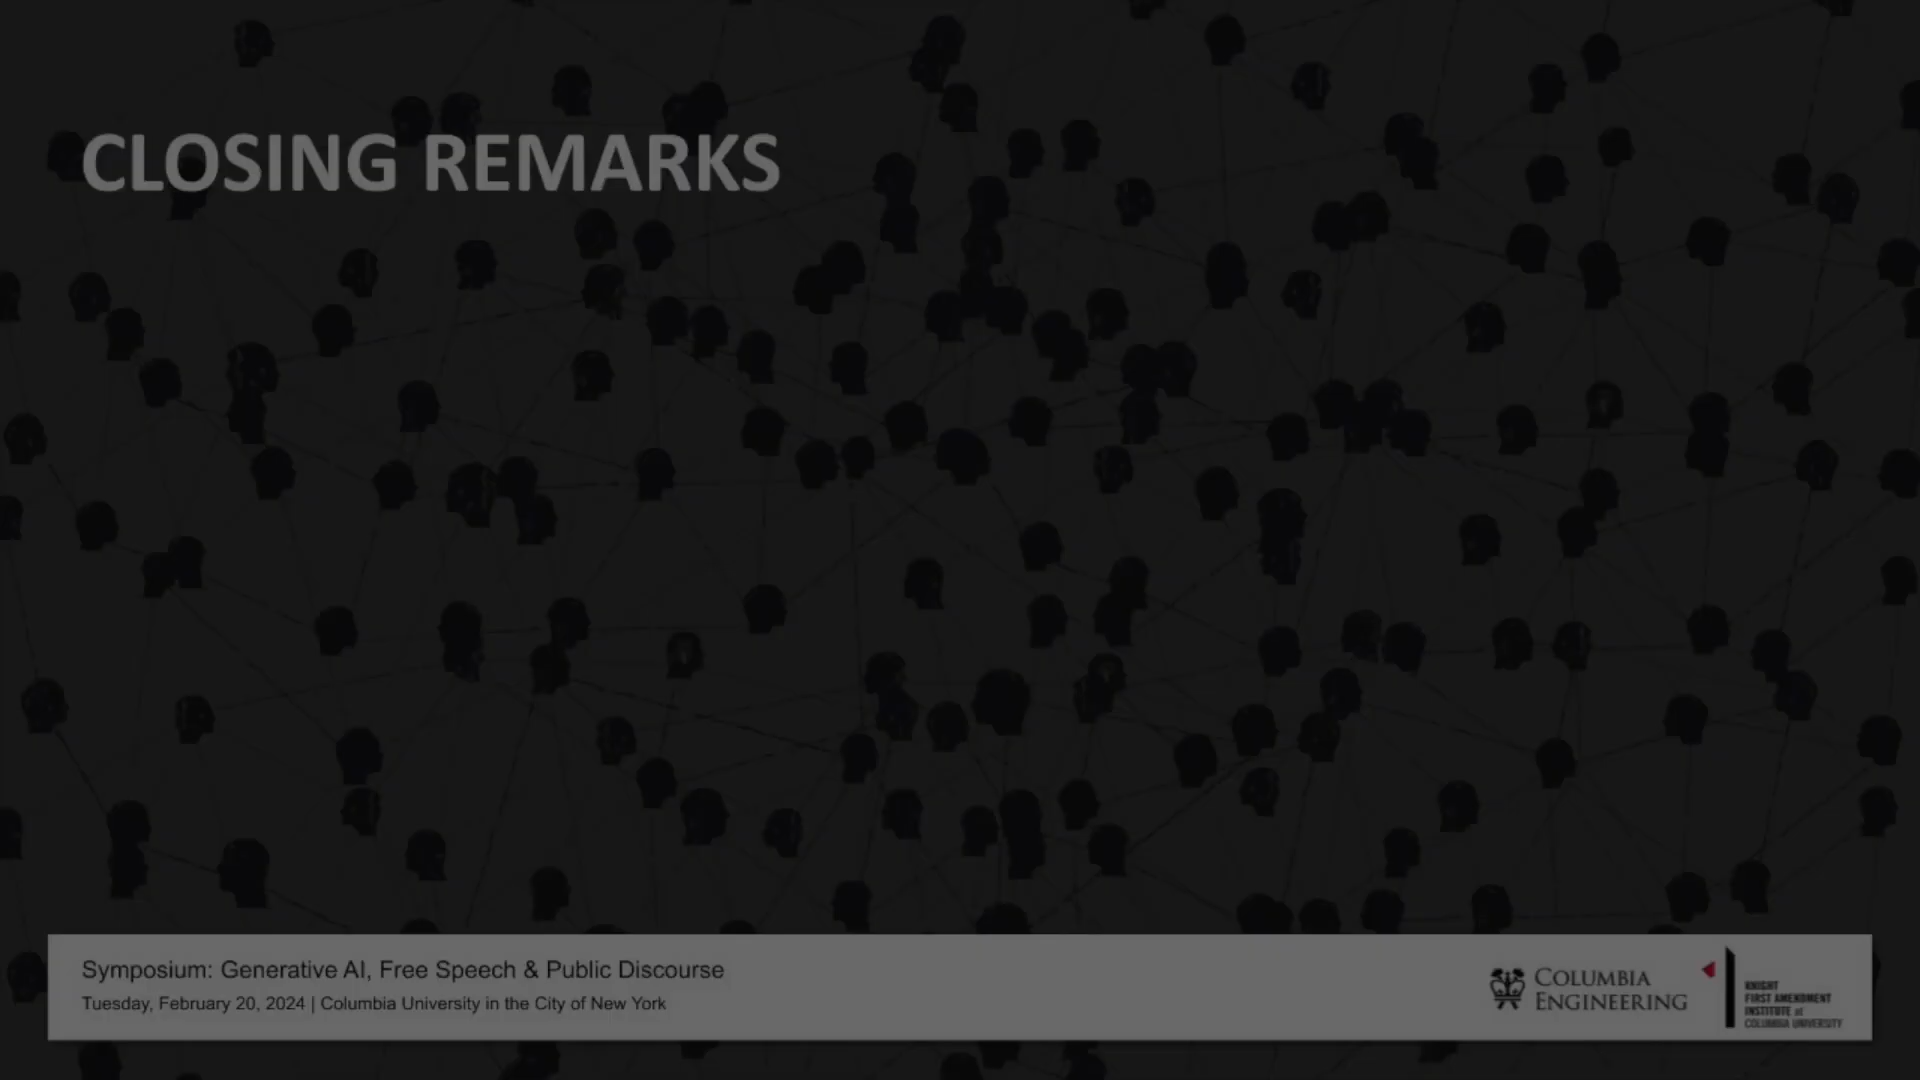 CLOSING REMARKS
Symposium: Generative AI, Free Speech & Public Discourse
Tuesday, February 20, 2024 | Columbia University in the City of New York
COLUMBIA
ENGINEERING
KNIGHT
FIRST AMENDMENT
INSTITUTE at
COLUMBIA UNIVERSITY